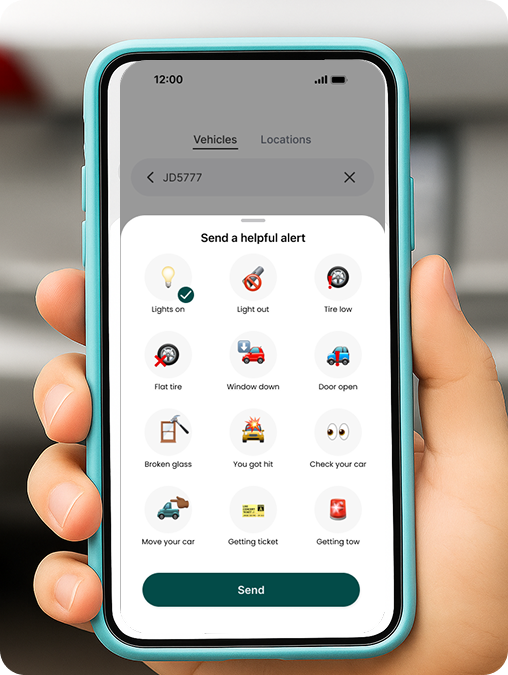 12:00
Vehicles Locations
JD5777
Send a helpful alert
Lights on Light out Tire low
Flat tire Window down Door open
Broken glass You got hit Check your car
Move your car Getting ticket Getting tow
Send